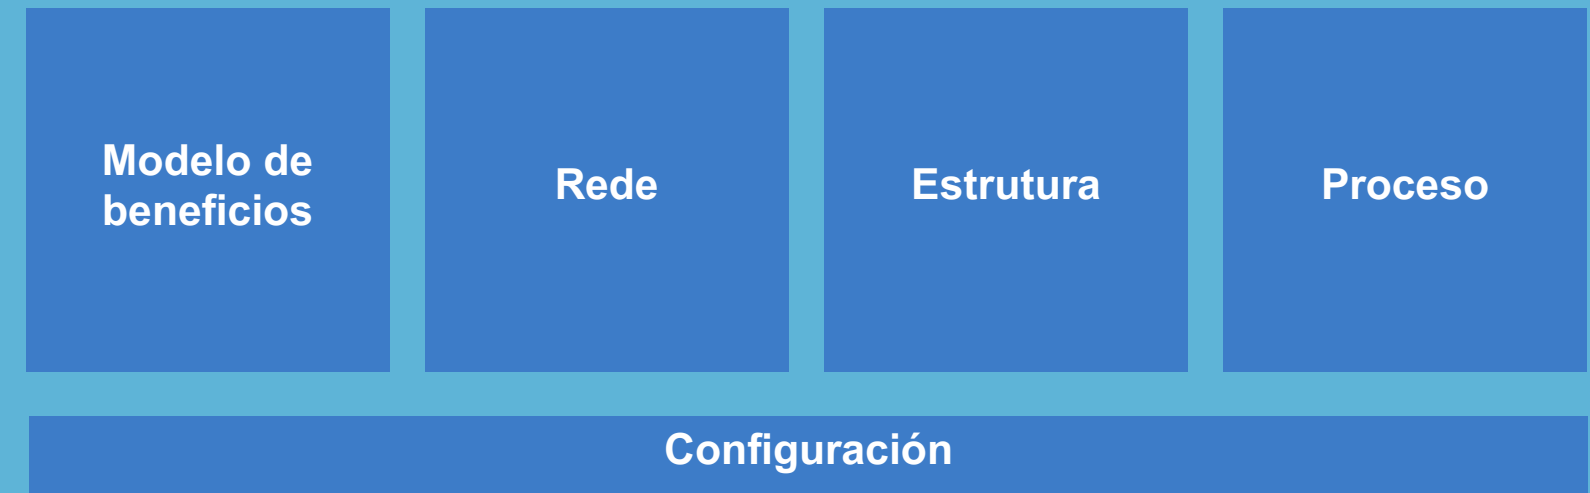 Modelo de
beneficios
Rede
Estrutura
Proceso
Configuración